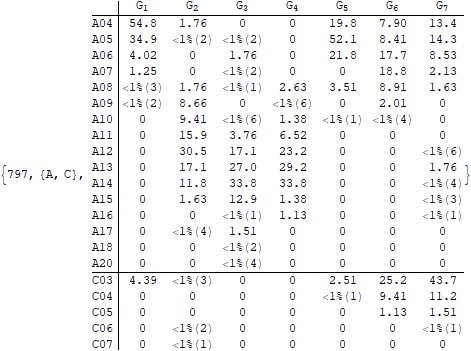 G1 G2 G3 G4 G5 G6 G7
A04 54.8 1.76 0 0 19.8 7.90 13.4
A05 34.9 <1%(2) <1%(2) 0 52.1 8.41 14.3
A06 4.02 0 1.76 0 21.8 17.7 8.53
A07 1.25 0 <1%(2) 0 0 18.8 2.13
A08 <1%(3) 1.76 <1%(1) 2.63 3.51 8.91 1.63
A09 <1%(2) 8.66 0 <1%(6) 0 2.01 0
A10 0 9.41 <1%(6) 1.38 <1%(1) <1%(4) 0
A11 0 15.9 3.76 6.52 0 0 0
A12 0 30.5 17.1 23.2 0 0 <1%(6)
{797, {A, C}, A13 0 17.1 27.0 29.2 0 0 1.76 }
A14 0 11.8 33.8 33.8 0 0 <1%(4)
A15 0 1.63 12.9 1.38 0 0 <1%(3)
A16 0 0 <1%(1) 1.13 0 0 <1%(1)
A17 0 <1%(4) 1.51 0 0 0 0
A18 0 0 <1%(2) 0 0 0 0
A20 0 0 <1%(4) 0 0 0 0
C03 4.39 <1%(3) 0 0 2.51 25.2 43.7
C04 0 0 0 0 <1%(1) 9.41 11.2
C05 0 0 0 0 0 1.13 1.51
C06 0 <1%(2) 0 0 0 0 <1%(1)
C07 0 <1%(1) 0 0 0 0 0